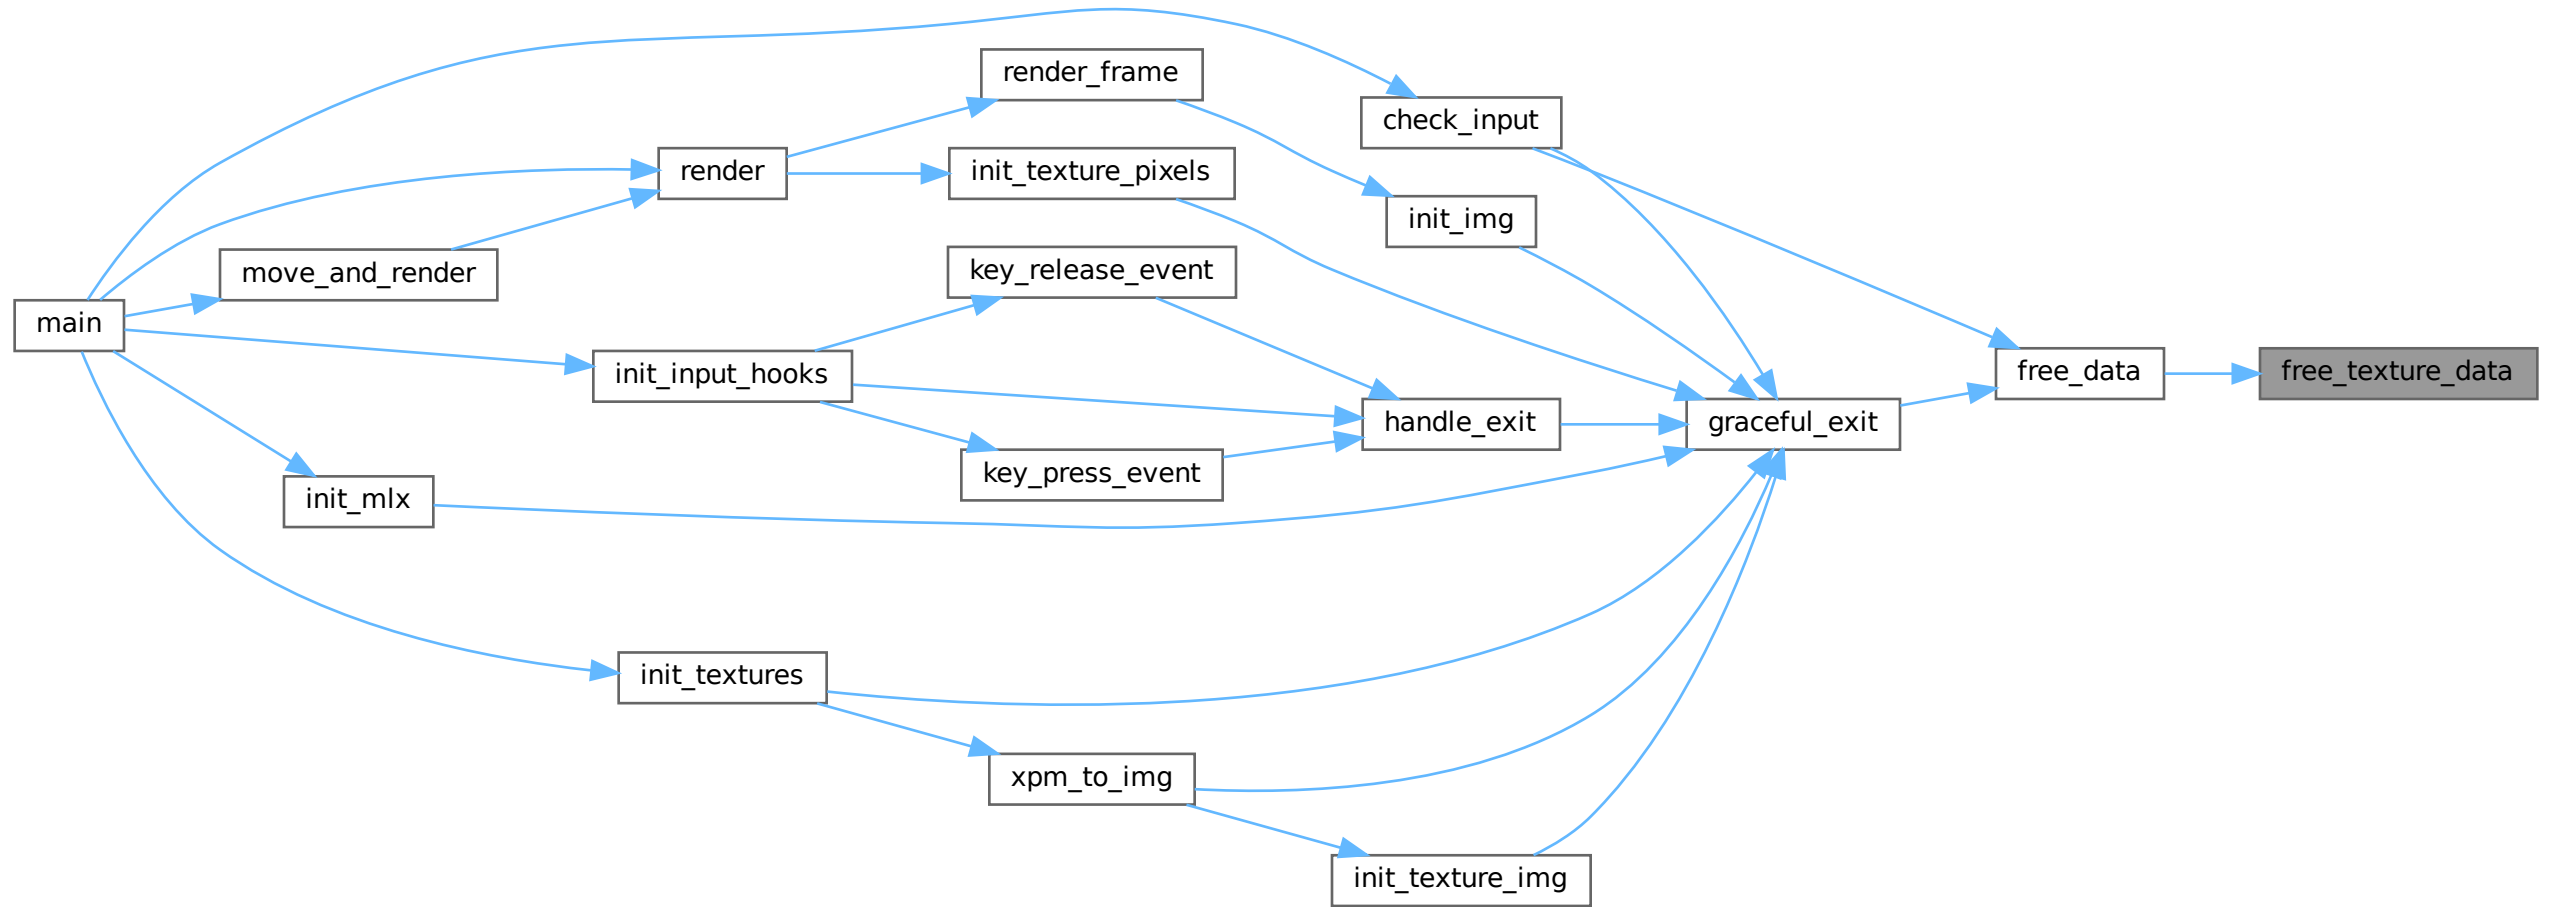 main
move_and_render
init_mlx
render
init_input_hooks
init_textures
render_frame
init_texture_pixels
key_release_event
key_press_event
xpm_to_img
check_input
init_img
handle_exit
init_texture_img
graceful_exit
free_data
free_texture_data